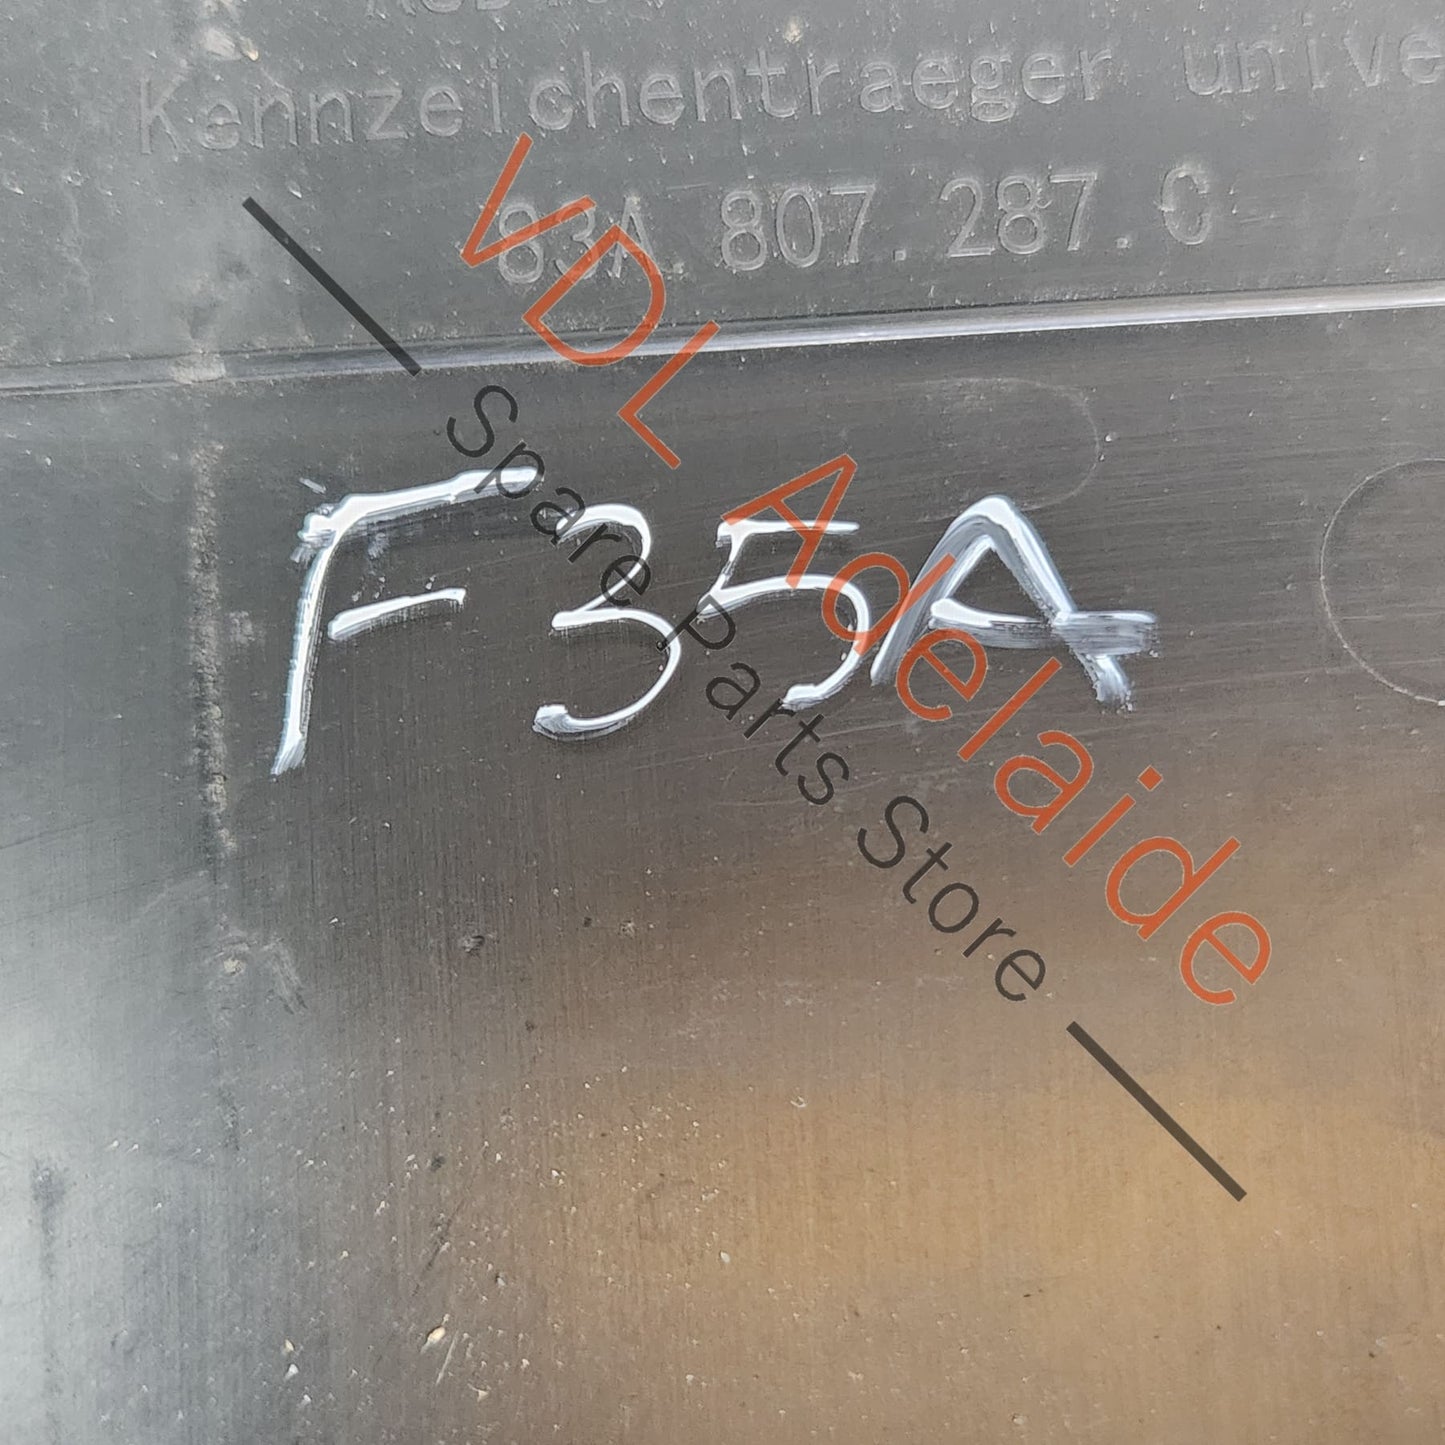 Kennzeichentraeger unive
83A 807.287.C
F35A
VDL Adelaide
Spare Parts Store